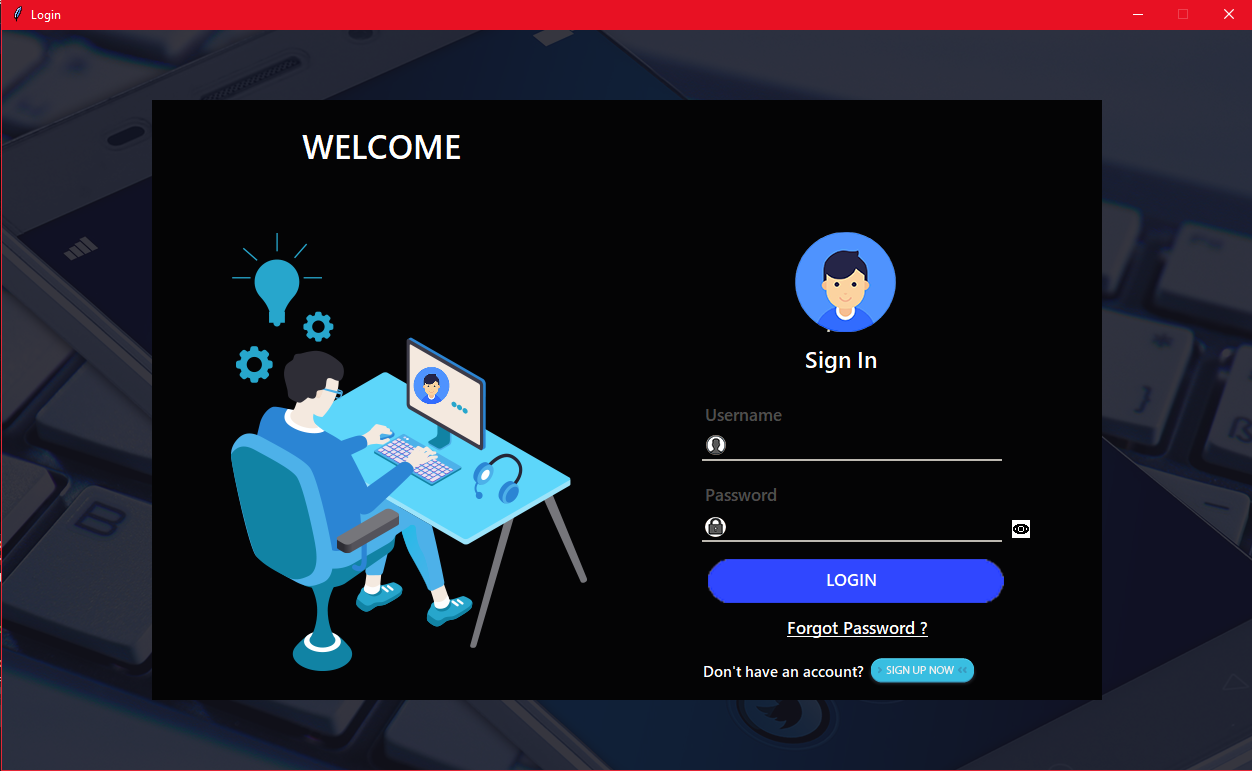 Login
WELCOME
Sign In
Username
Password
LOGIN
Forgot Password ?
Don't have an account?
SIGN UP NOW
B